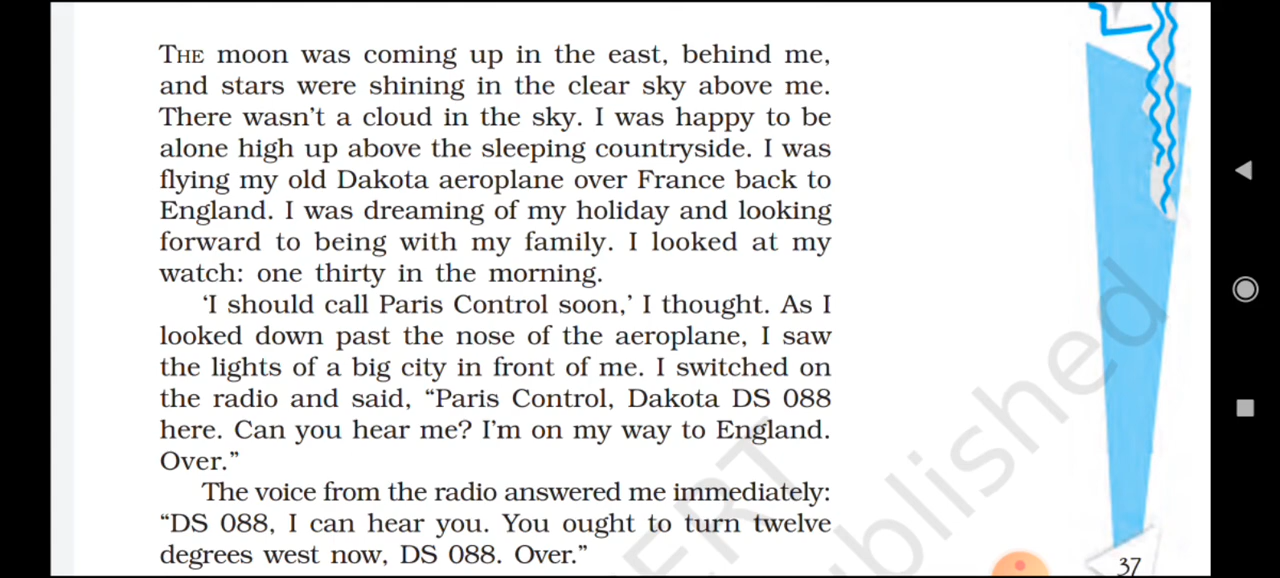 THE moon was coming up in the east, behind me,
and stars were shining in the clear sky above me.
There wasn't a cloud in the sky. I was happy to be
alone high up above the sleeping countryside. I was
flying my old Dakota aeroplane over France back to
England. I was dreaming of my holiday and looking
forward to being with my family. I looked at my
watch: one thirty in the morning.
‘I should call Paris Control soon,’ I thought. As I
looked down past the nose of the aeroplane, I saw
the lights of a big city in front of me. I switched on
the radio and said, “Paris Control, Dakota DS 088
here. Can you hear me? I'm on my way to England.
Over.”
The voice from the radio answered me immediately:
“DS 088, I can hear you. You ought to turn twelve
degrees west now, DS 088. Over.”
37